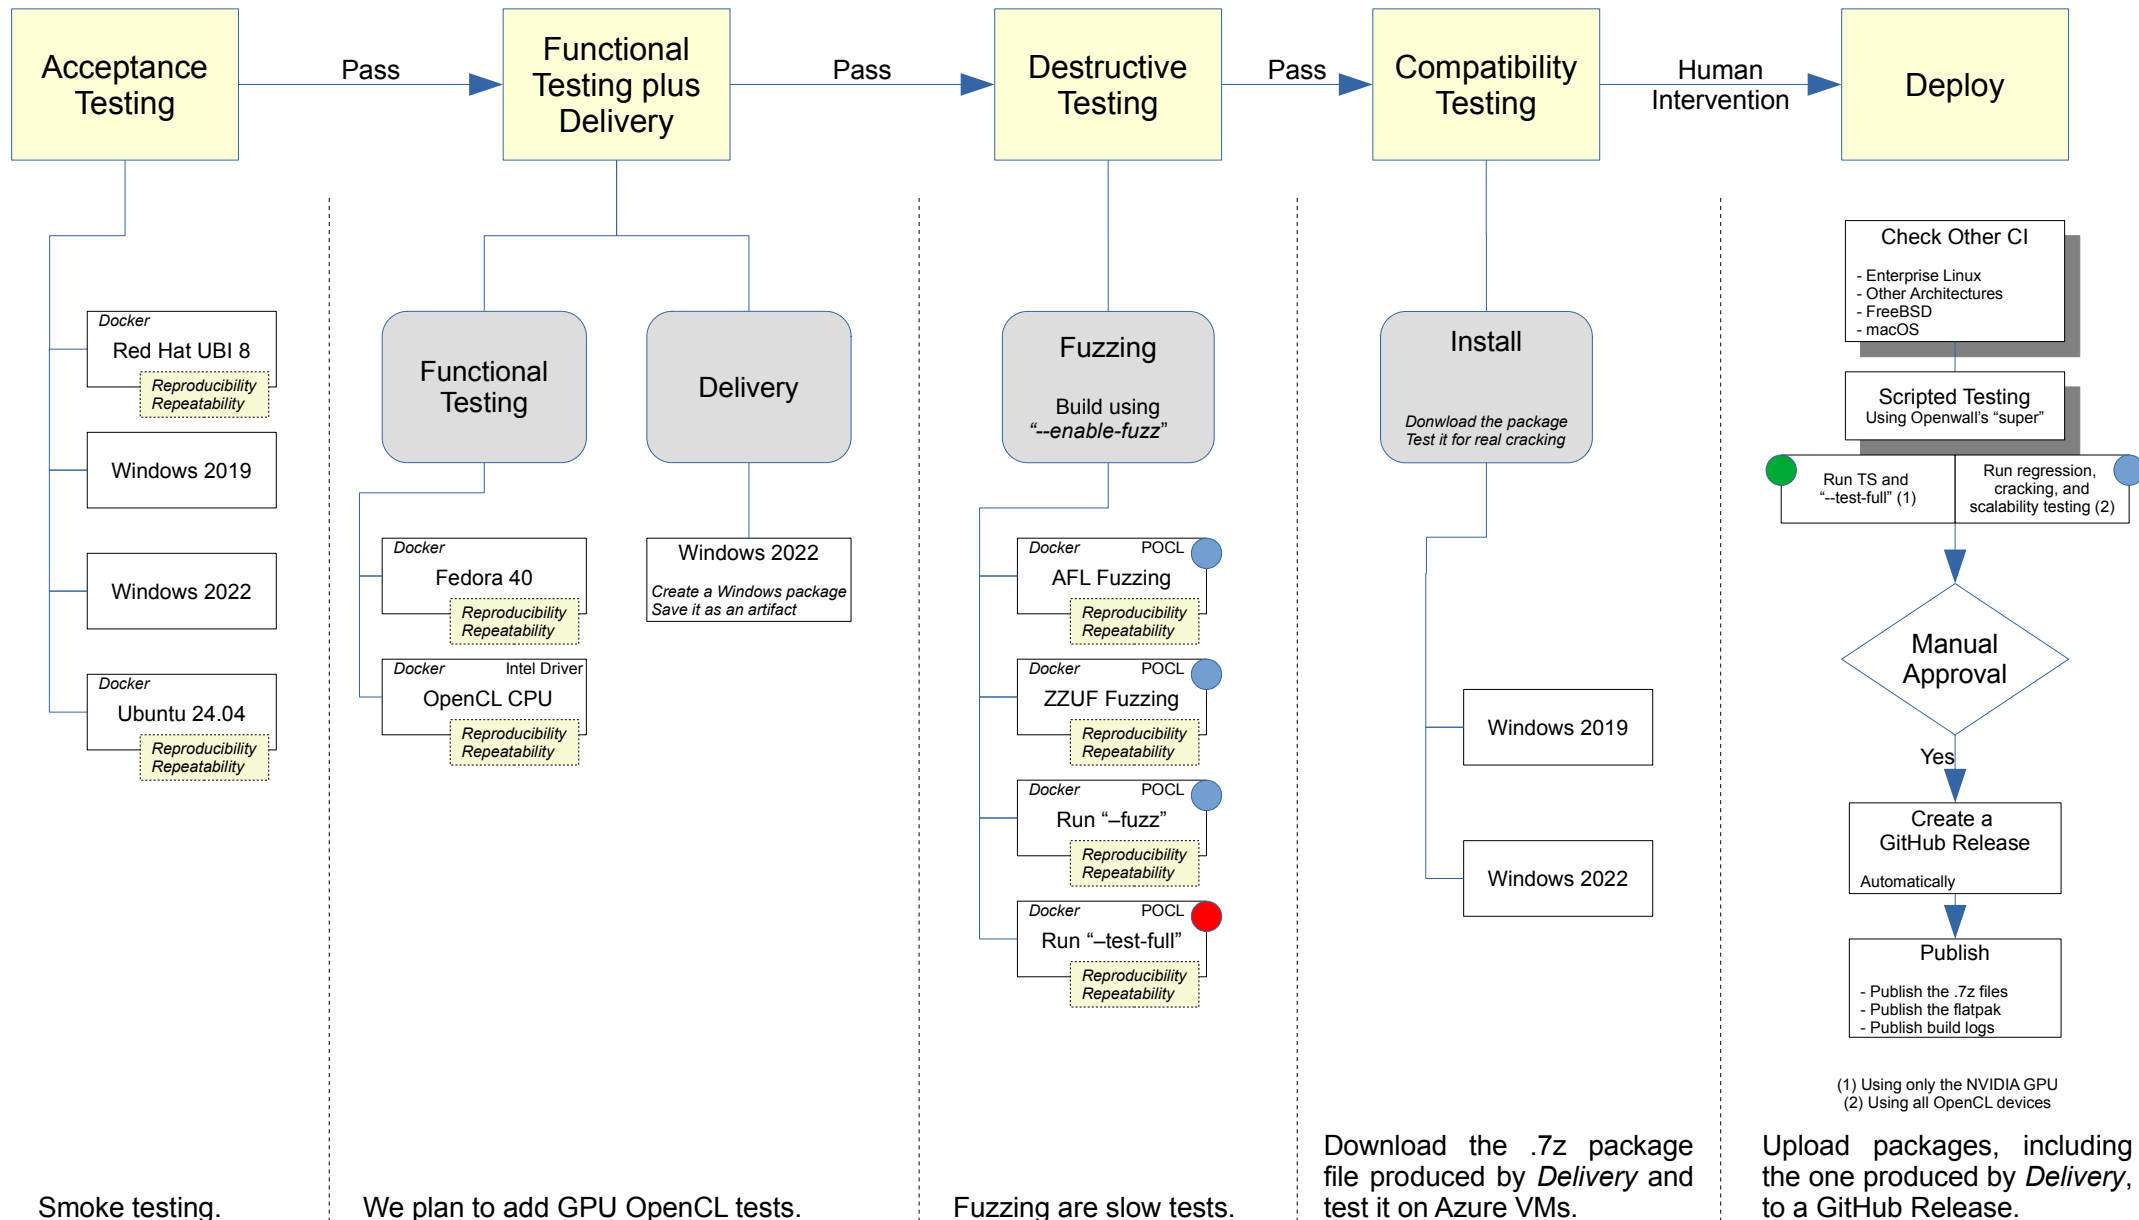 Acceptance
Testing
Pass
Functional
Testing plus
Delivery
Pass
Destructive
Testing
Pass
Compatibility
Testing
Human
Intervention
Deploy
Docker
Red Hat UBI 8
Reproducibility
Repeatability
Windows 2019
Windows 2022
Docker
Ubuntu 24.04
Reproducibility
Repeatability
Smoke testing.
Functional
Testing
Docker
Fedora 40
Reproducibility
Repeatability
Docker Intel Driver
OpenCL CPU
Reproducibility
Repeatability
Delivery
Windows 2022
Create a Windows package
Save it as an artifact
We plan to add GPU OpenCL tests.
Fuzzing
Build using
“--enable-fuzz”
Docker POCL
AFL Fuzzing
Reproducibility
Repeatability
Docker POCL
ZZUF Fuzzing
Reproducibility
Repeatability
Docker POCL
Run “–fuzz”
Reproducibility
Repeatability
Docker POCL
Run “–test-full”
Reproducibility
Repeatability
Fuzzing are slow tests.
Install
Donwload the package
Test it for real cracking
Windows 2019
Windows 2022
Download the .7z package
file produced by Delivery and
test it on Azure VMs.
Check Other CI
- Enterprise Linux
- Other Architectures
- FreeBSD
- macOS
Scripted Testing
Using Openwall’s “super”
Run TS and
“--test-full” (1)
Run regression,
cracking, and
scalability testing (2)
Manual
Approval
Yes
Create a
GitHub Release
Automatically
Publish
- Publish the .7z files
- Publish the flatpak
- Publish build logs
(1) Using only the NVIDIA GPU
(2) Using all OpenCL devices
Upload packages, including
the one produced by Delivery,
to a GitHub Release.